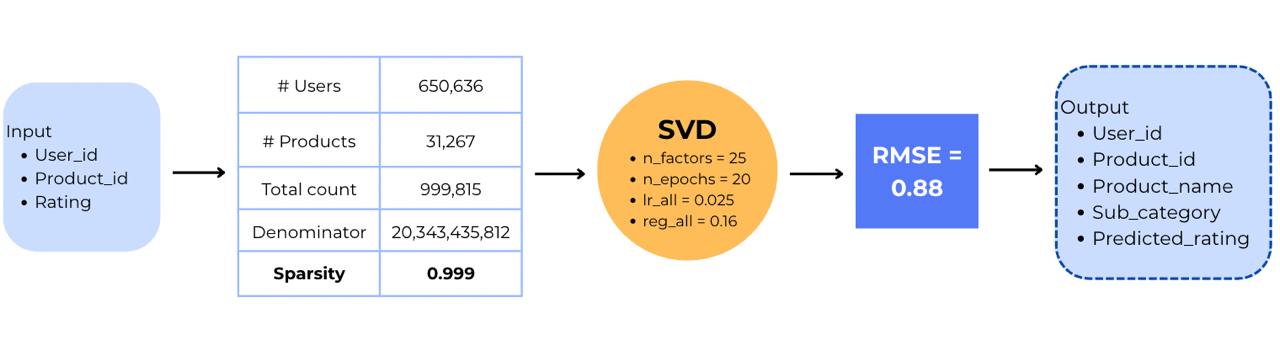 Input
• User_id
• Product_id
• Rating
# Users 650,636
# Products 31,267
Total count 999,815
Denominator 20,343,435,812
Sparsity 0.999
SVD
• n_factors = 25
• n_epochs = 20
• lr_all = 0.025
• reg_all = 0.16
RMSE =
0.88
Output
• User_id
• Product_id
• Product_name
• Sub_category
• Predicted_rating